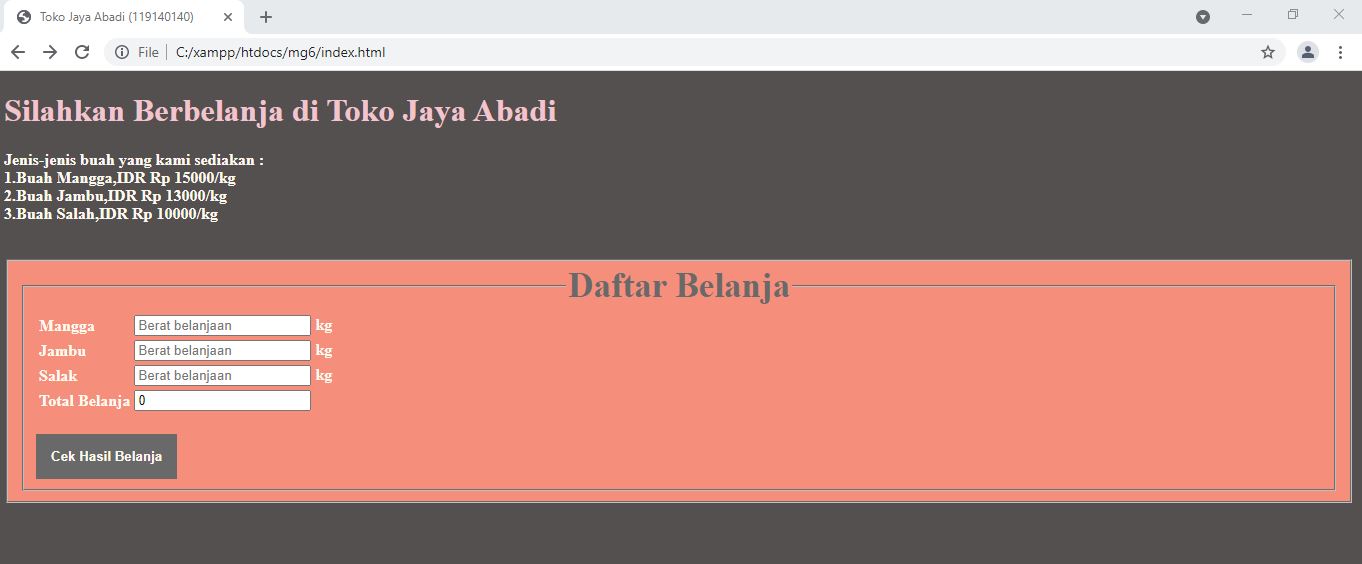 Toko Jaya Abadi (119140140)
File | C:/xampp/htdocs/mg6/index.html
Silahkan Berbelanja di Toko Jaya Abadi
Jenis-jenis buah yang kami sediakan :
1.Buah Mangga,IDR Rp 15000/kg
2.Buah Jambu,IDR Rp 13000/kg
3.Buah Salah,IDR Rp 10000/kg
Daftar Belanja
Mangga Berat belanjaan kg
Jambu Berat belanjaan kg
Salak Berat belanjaan kg
Total Belanja 0
Cek Hasil Belanja